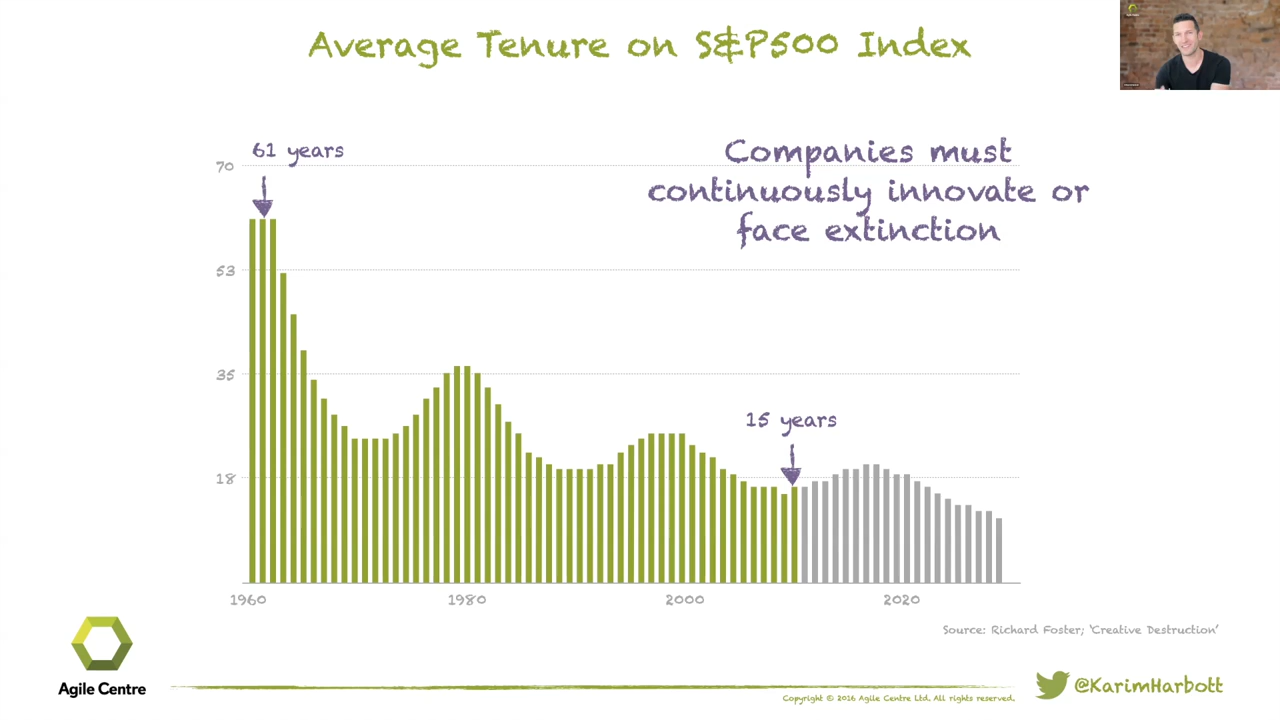 Average Tenure on S&P500 Index
61 years
Companies must
continuously innovate or
face extinction
70
53
35
18
15 years
1960
1980
2000
2020
Source: Richard Foster; 'Creative Destruction'
Agile Centre
Copyright © 2016 Agile Centre Ltd. All rights reserved.
@KarimHarbott